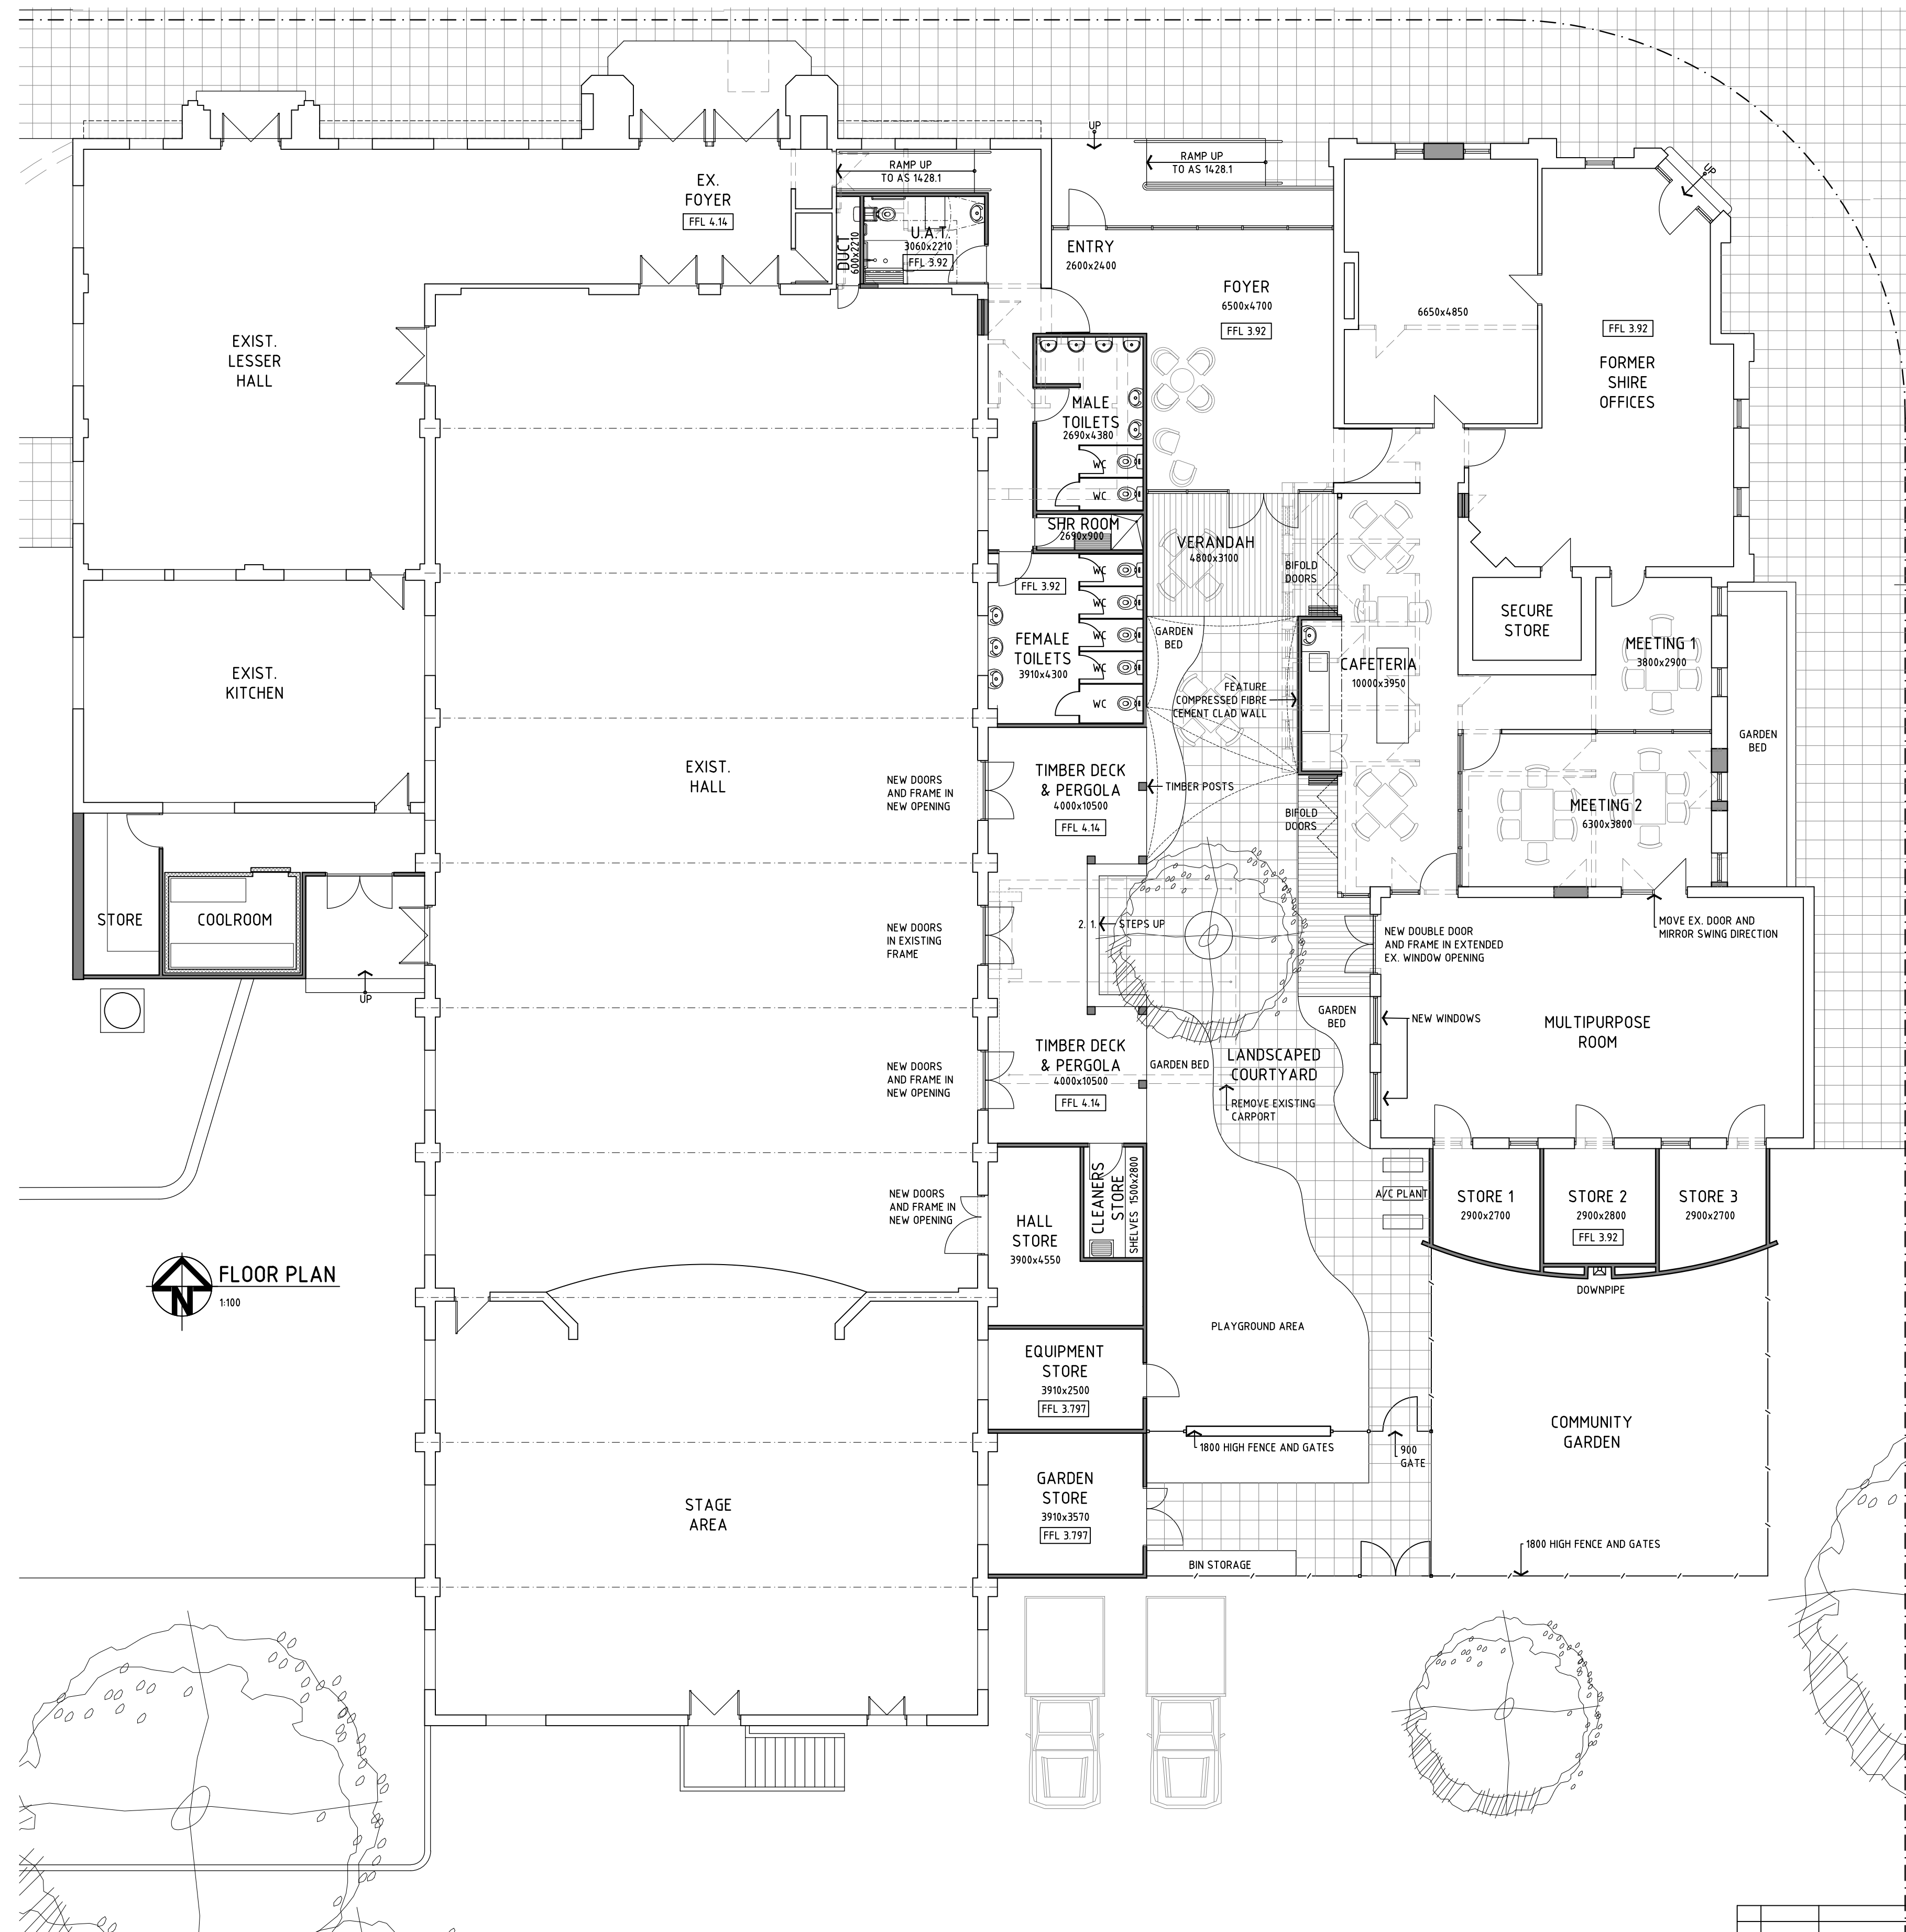 UP
RAMP UP
TO AS 1428.1
RAMP UP
TO AS 1428.1
UP
EX.
FOYER
FFL 4.14
DUCT
600x2210
U.A.T.
3060x2210
FFL 3.92
ENTRY
2600x2400
FOYER
6500x4700
FFL 3.92
6650x4850
FFL 3.92
FORMER
SHIRE
OFFICES
EXIST.
LESSER
HALL
MALE
TOILETS
2690x4380
WC
WC
SHR ROOM
2690x900
VERANDAH
4800x3100
BIFOLD
DOORS
FFL 3.92
WC
WC
WC
WC
WC
FEMALE
TOILETS
3910x4300
GARDEN
BED
SECURE
STORE
MEETING 1
3800x2900
CAFETERIA
10000x3950
FEATURE
COMPRESSED FIBRE
CEMENT CLAD WALL
EXIST.
KITCHEN
GARDEN
BED
EXIST.
HALL
NEW DOORS
AND FRAME IN
NEW OPENING
TIMBER DECK
& PERGOLA
4000x10500
FFL 4.14
TIMBER POSTS
BIFOLD
DOORS
MEETING 2
6300x3800
STORE
COOLROOM
UP
NEW DOORS
IN EXISTING
FRAME
2. 1.
STEPS UP
NEW DOUBLE DOOR
AND FRAME IN EXTENDED
EX. WINDOW OPENING
MOVE EX. DOOR AND
MIRROR SWING DIRECTION
GARDEN
BED
NEW WINDOWS
MULTIPURPOSE
ROOM
NEW DOORS
AND FRAME IN
NEW OPENING
TIMBER DECK
& PERGOLA
4000x10500
FFL 4.14
GARDEN BED
LANDSCAPED
COURTYARD
REMOVE EXISTING
CARPORT
NEW DOORS
AND FRAME IN
NEW OPENING
HALL
STORE
3900x4550
CLEANERS
STORE
SHELVES 1500x2800
A/C PLANT
STORE 1
2900x2700
STORE 2
2900x2800
FFL 3.92
STORE 3
2900x2700
DOWNPIPE
N
FLOOR PLAN
1:100
PLAYGROUND AREA
EQUIPMENT
STORE
3910x2500
FFL 3.797
1800 HIGH FENCE AND GATES
900
GATE
COMMUNITY
GARDEN
STAGE
AREA
GARDEN
STORE
3910x3570
FFL 3.797
BIN STORAGE
1800 HIGH FENCE AND GATES